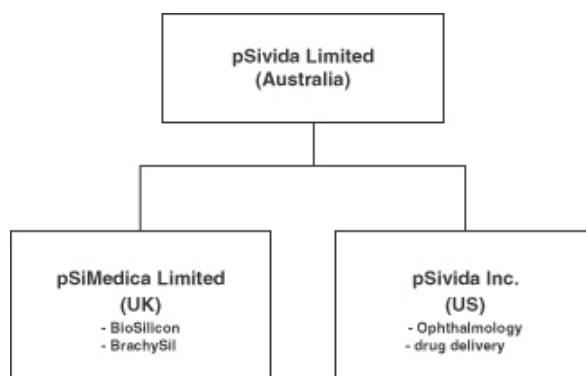 pSivida Limited
(Australia)
pSiMedica Limited
(UK)
- BioSilicon
- BrachySil
pSivida Inc.
(US)
- Ophthalmology
- drug delivery